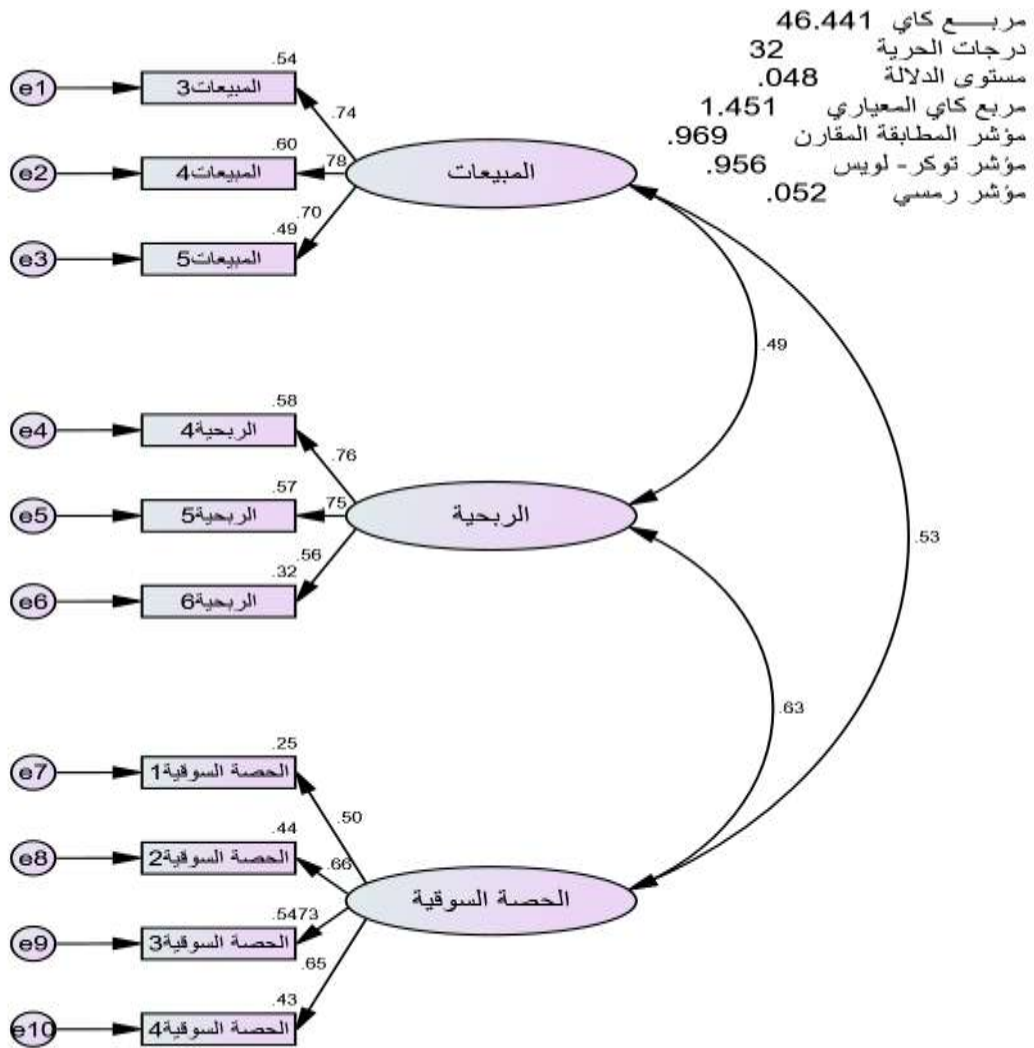 مربـــع كاي 46.441
درجات الحرية 32
مستوى الدلالة .048
مربع كاي المعياري 1.451
مؤشر المطابقة المقارن .969
مؤشر توكر - لويس .956
مؤشر رمسي .052
.54
e1
المبيعات3
.74
.60
e2
المبيعات4
.78
المبيعات
.70
.49
e3
المبيعات5
.49
.58
e4
الربحية4
.76
.57
e5
الربحية5
.75
الربحية
.53
.56
.32
e6
الربحية6
.63
.25
e7
الحصة السوقية1
.50
.44
e8
الحصة السوقية2
.66
الحصة السوقية
.5473
e9
الحصة السوقية3
.65
.43
e10
الحصة السوقية4